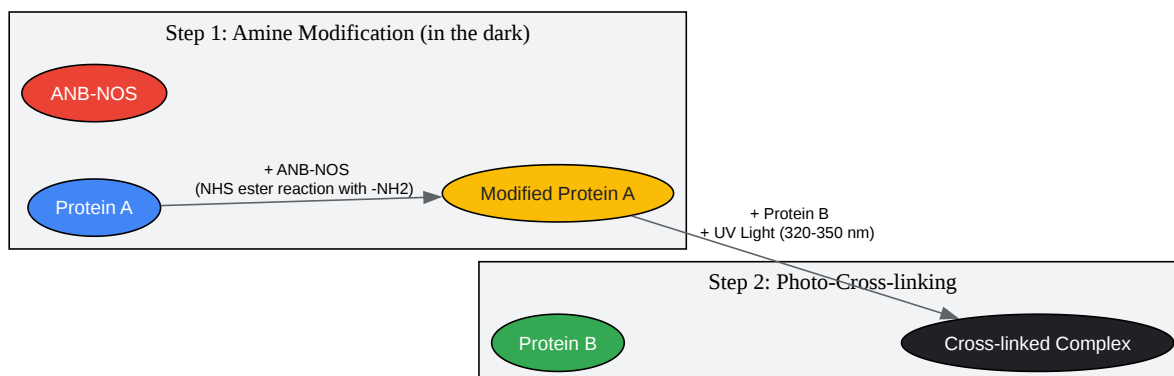 Step 1: Amine Modification (in the dark)
ANB-NOS
+ ANB-NOS
(NHS ester reaction with -NH2)
Protein A
Modified Protein A
+ Protein B
+ UV Light (320-350 nm)
Step 2: Photo-Cross-linking
Protein B
Cross-linked Complex